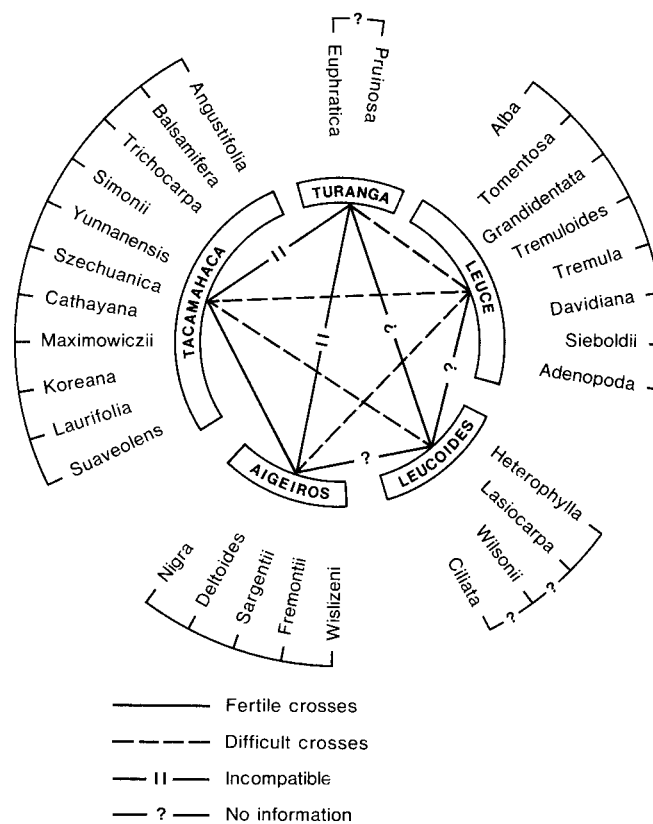 ?
Euphratica
Pruinosa
Angustifolia
Balsamifera
Trichocarpa
Simonii
Yunnanensis
Szechuanica
Cathayana
Maximowiczii
Koreana
Laurifolia
Suaveolens
Alba
Tomentosa
Grandidentata
Tremuloides
Tremula
Davidiana
Sieboldii
Adenopoda
TURANGA
LEUCE
TACAMAHACA
AIGEIROS
LEUCOIDES
II
II
?
?
?
Heterophylla
Lasiocarpa
Wilsonii
Ciliata
?
?
Nigra
Deltoides
Sargentii
Fremontii
Wislizeni
Fertile crosses
Difficult crosses
II Incompatible
? No information